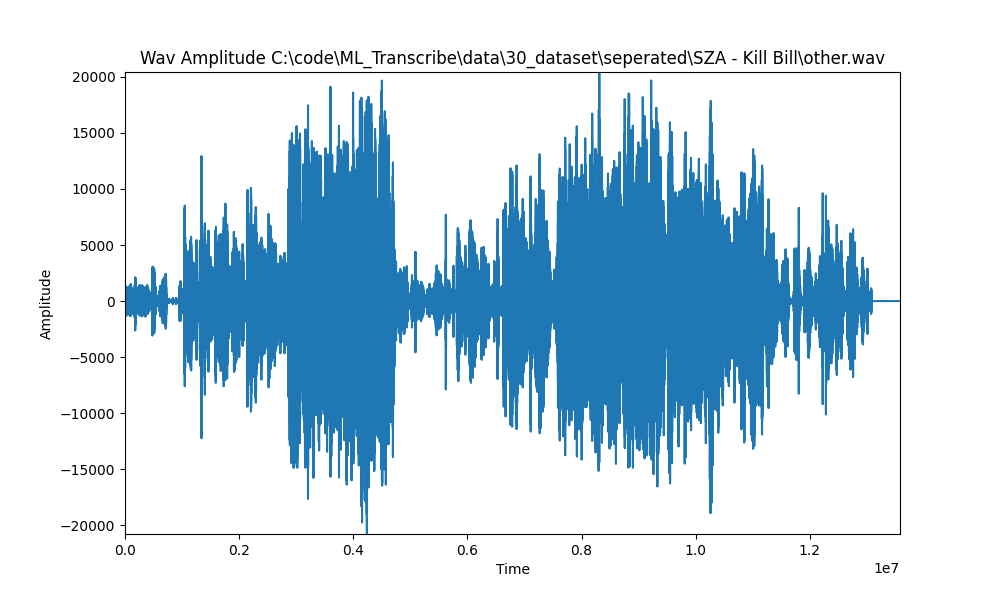 Wav Amplitude C:\code\ML_Transcribe\data\30_dataset\seperated\SZA - Kill Bill\other.wav
20000
15000
10000
5000
0
−5000
−10000
−15000
−20000
Amplitude
0.0 0.2 0.4 0.6 0.8 1.0 1.2
1e7
Time